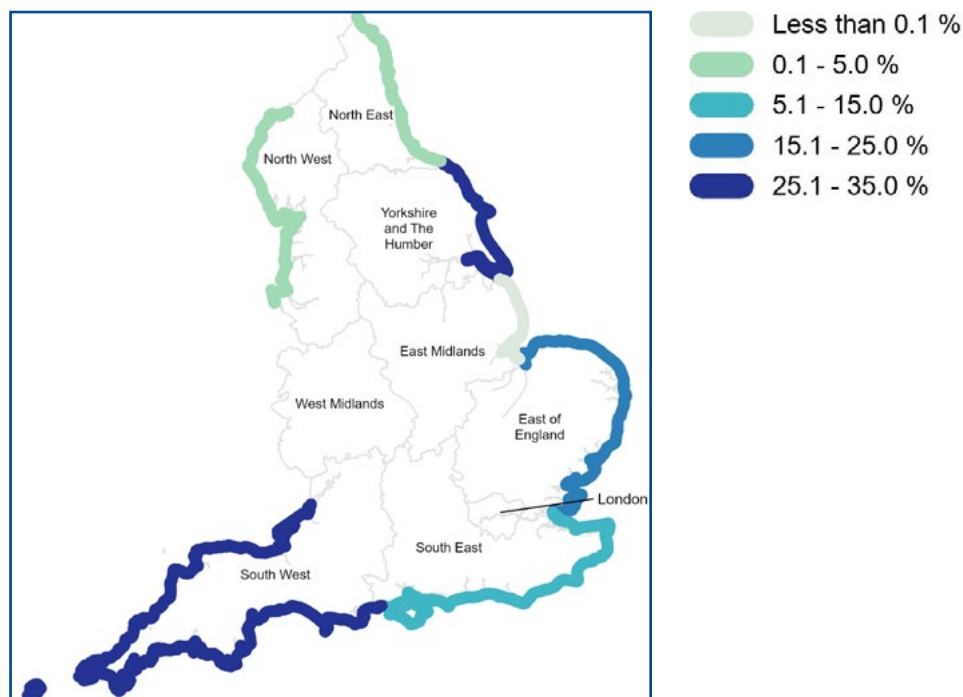 Less than 0.1 %
0.1 - 5.0 %
5.1 - 15.0 %
15.1 - 25.0 %
25.1 - 35.0 %
North East
North West
Yorkshire
and The
Humber
East Midlands
West Midlands
East of
England
London
South East
South West